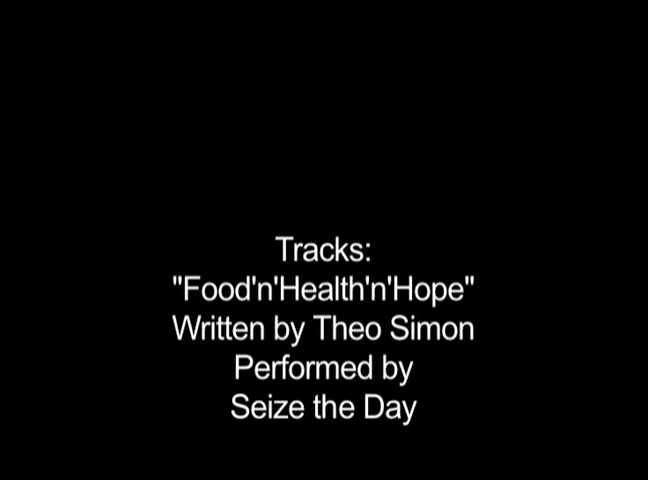 Tracks:
"Food'n'Health'n'Hope"
Written by Theo Simon
Performed by
Seize the Day